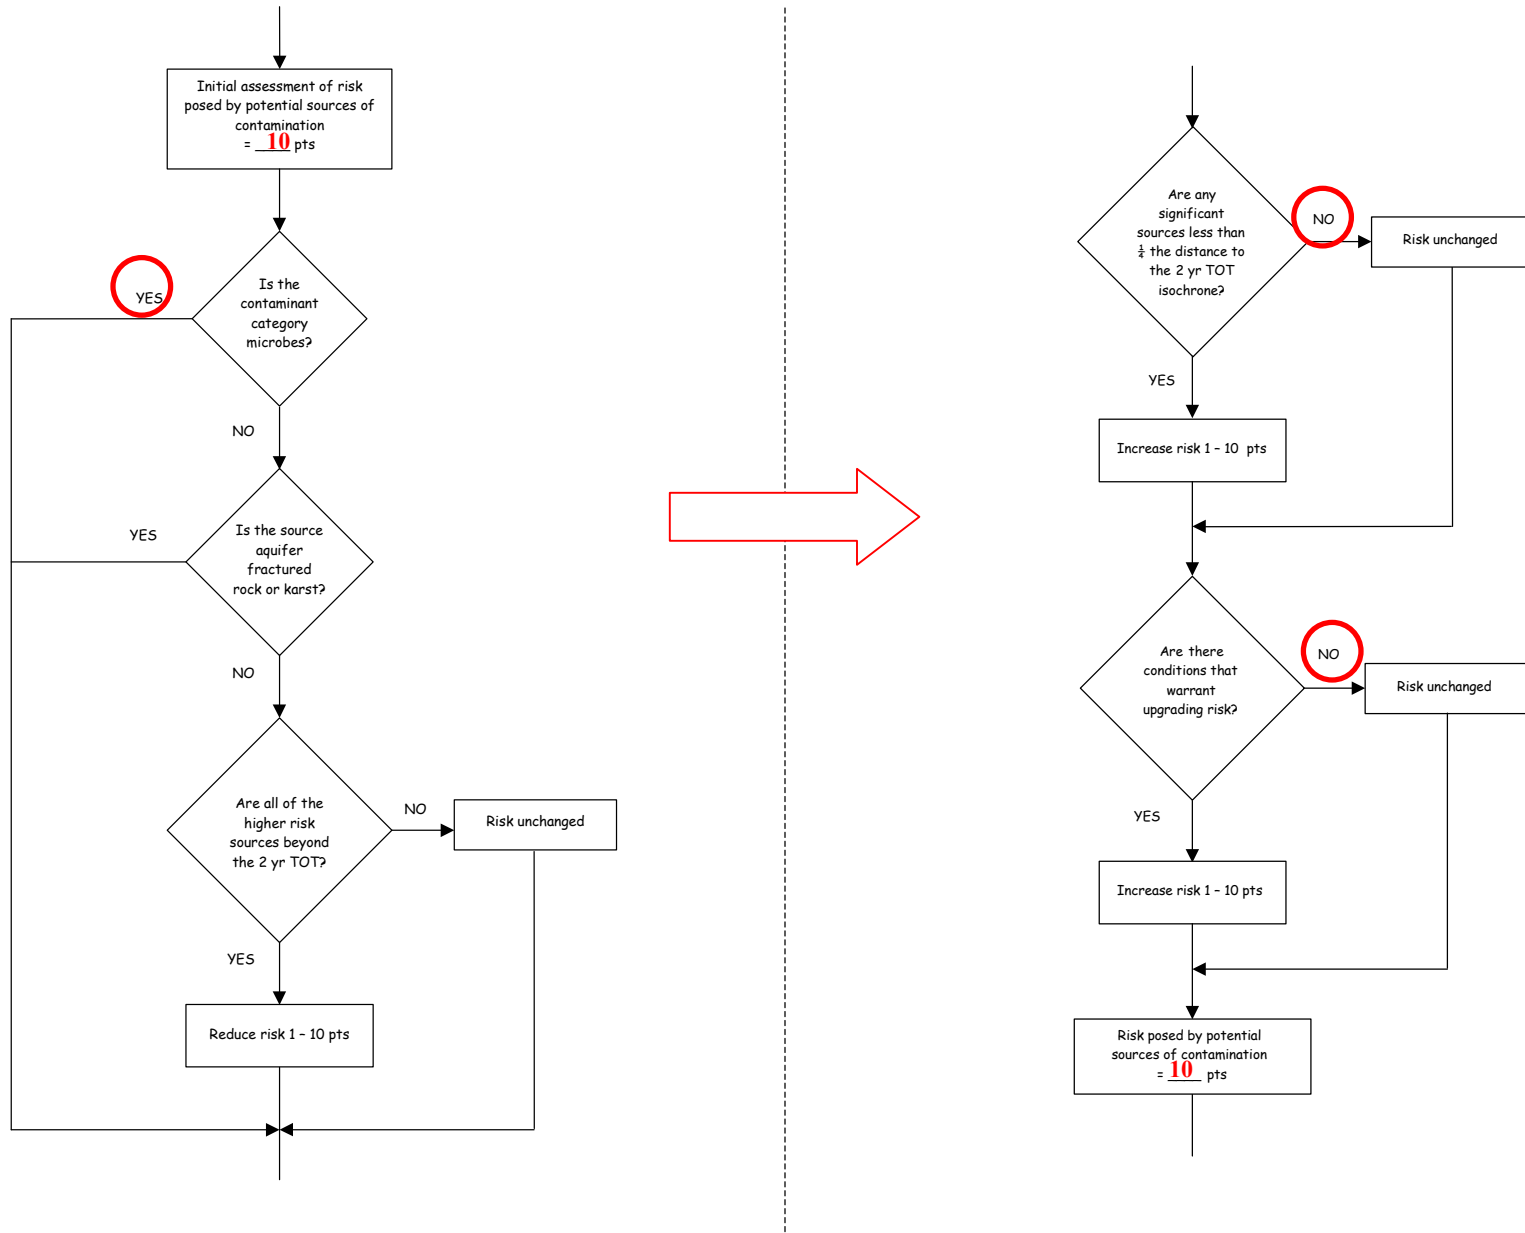 Initial assessment of risk
posed by potential sources of
contamination
= 10 pts
YES
Is the
contaminant
category
microbes?
NO
YES
Is the source
aquifer
fractured
rock or karst?
NO
Are all of the
higher risk
sources beyond
the 2 yr TOT?
NO
Risk unchanged
YES
Reduce risk 1 – 10 pts
Are any
significant
sources less than
¼ the distance to
the 2 yr TOT
isochrone?
NO
Risk unchanged
YES
Increase risk 1 – 10 pts
Are there
conditions that
warrant
upgrading risk?
NO
Risk unchanged
YES
Increase risk 1 – 10 pts
Risk posed by potential
sources of contamination
= 10 pts